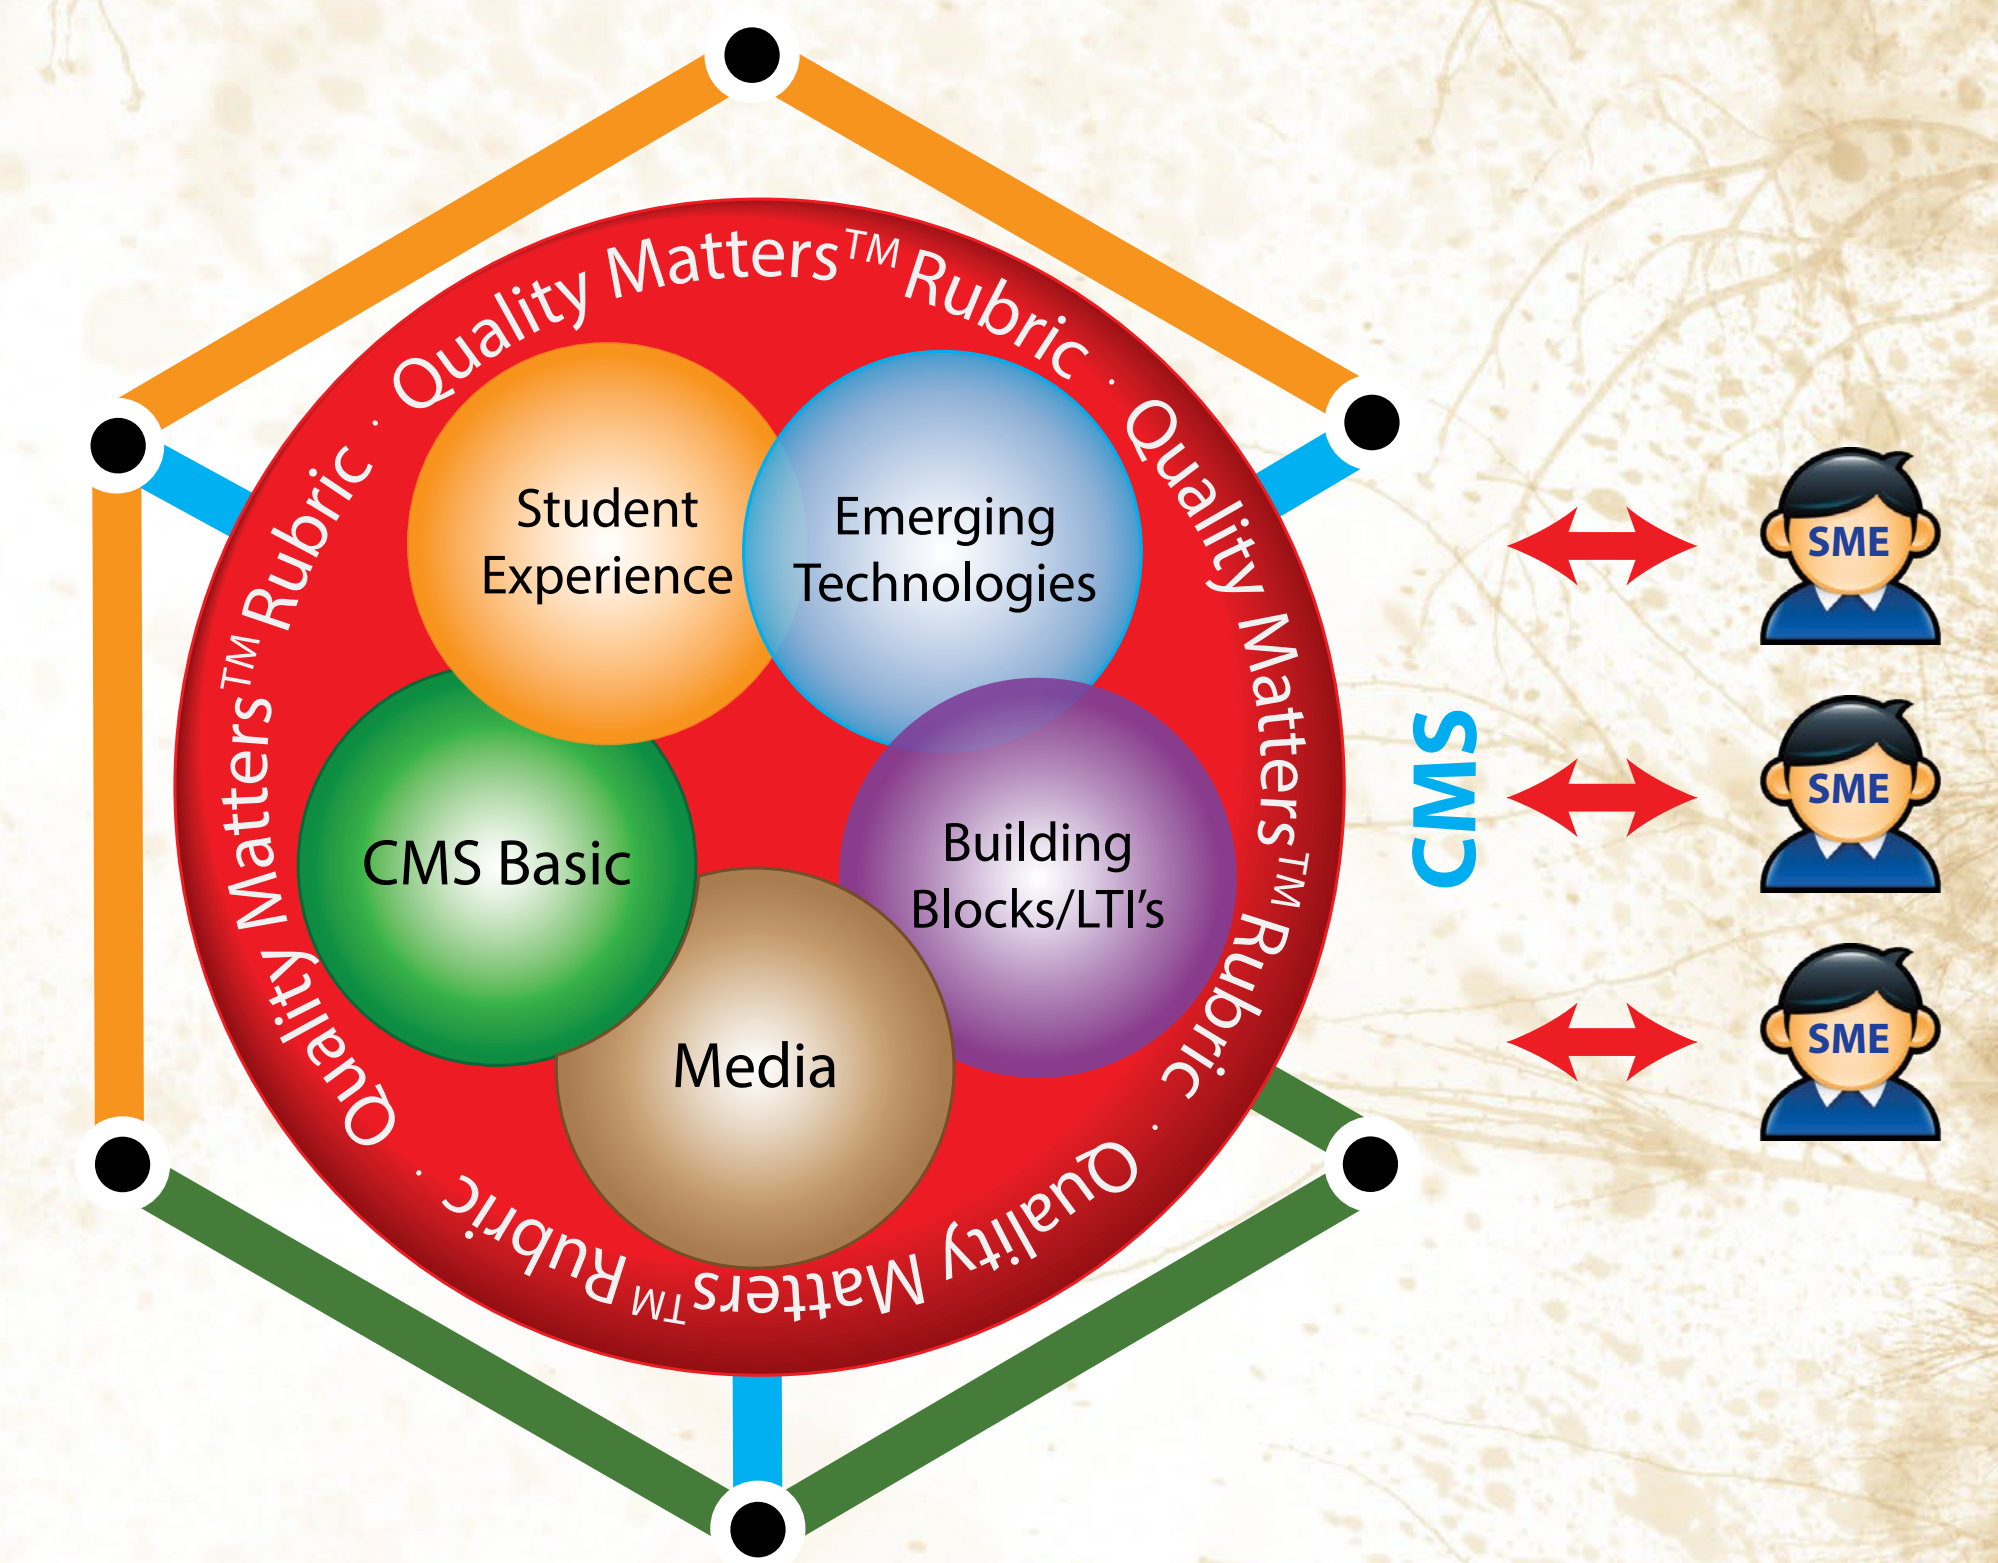 Quality Matters™ Rubric · Quality Matters™ Rubric · Quality Matters™ Rubric · Quality Matters™ Rubric ·
Student
Experience
Emerging
Technologies
CMS Basic
Building
Blocks/LTI's
Media
CMS
SME
SME
SME